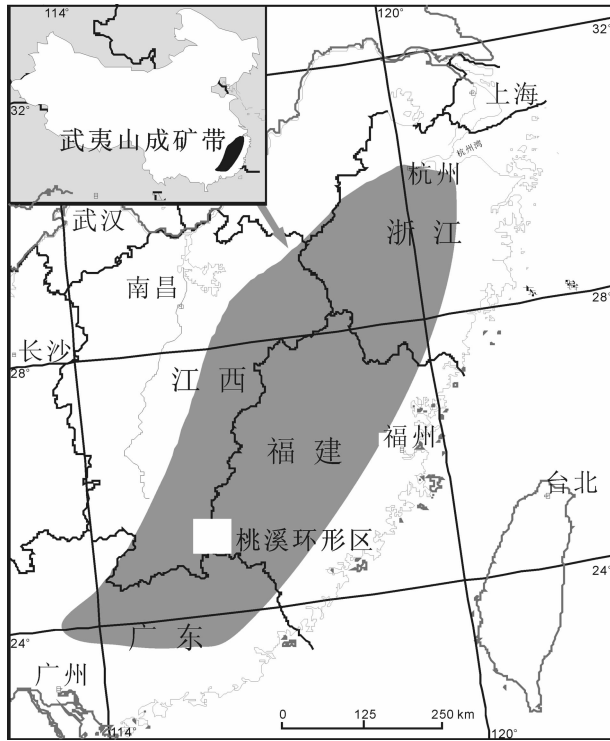 114°
120°
32°
32°
上海
武夷山成矿带
杭州湾
杭州
武汉
浙江
南昌
28°
长沙
28°
江西
福建
福州
台北
桃溪环形区
24°
24°
广东
广州
114°
0 125 250 km
120°